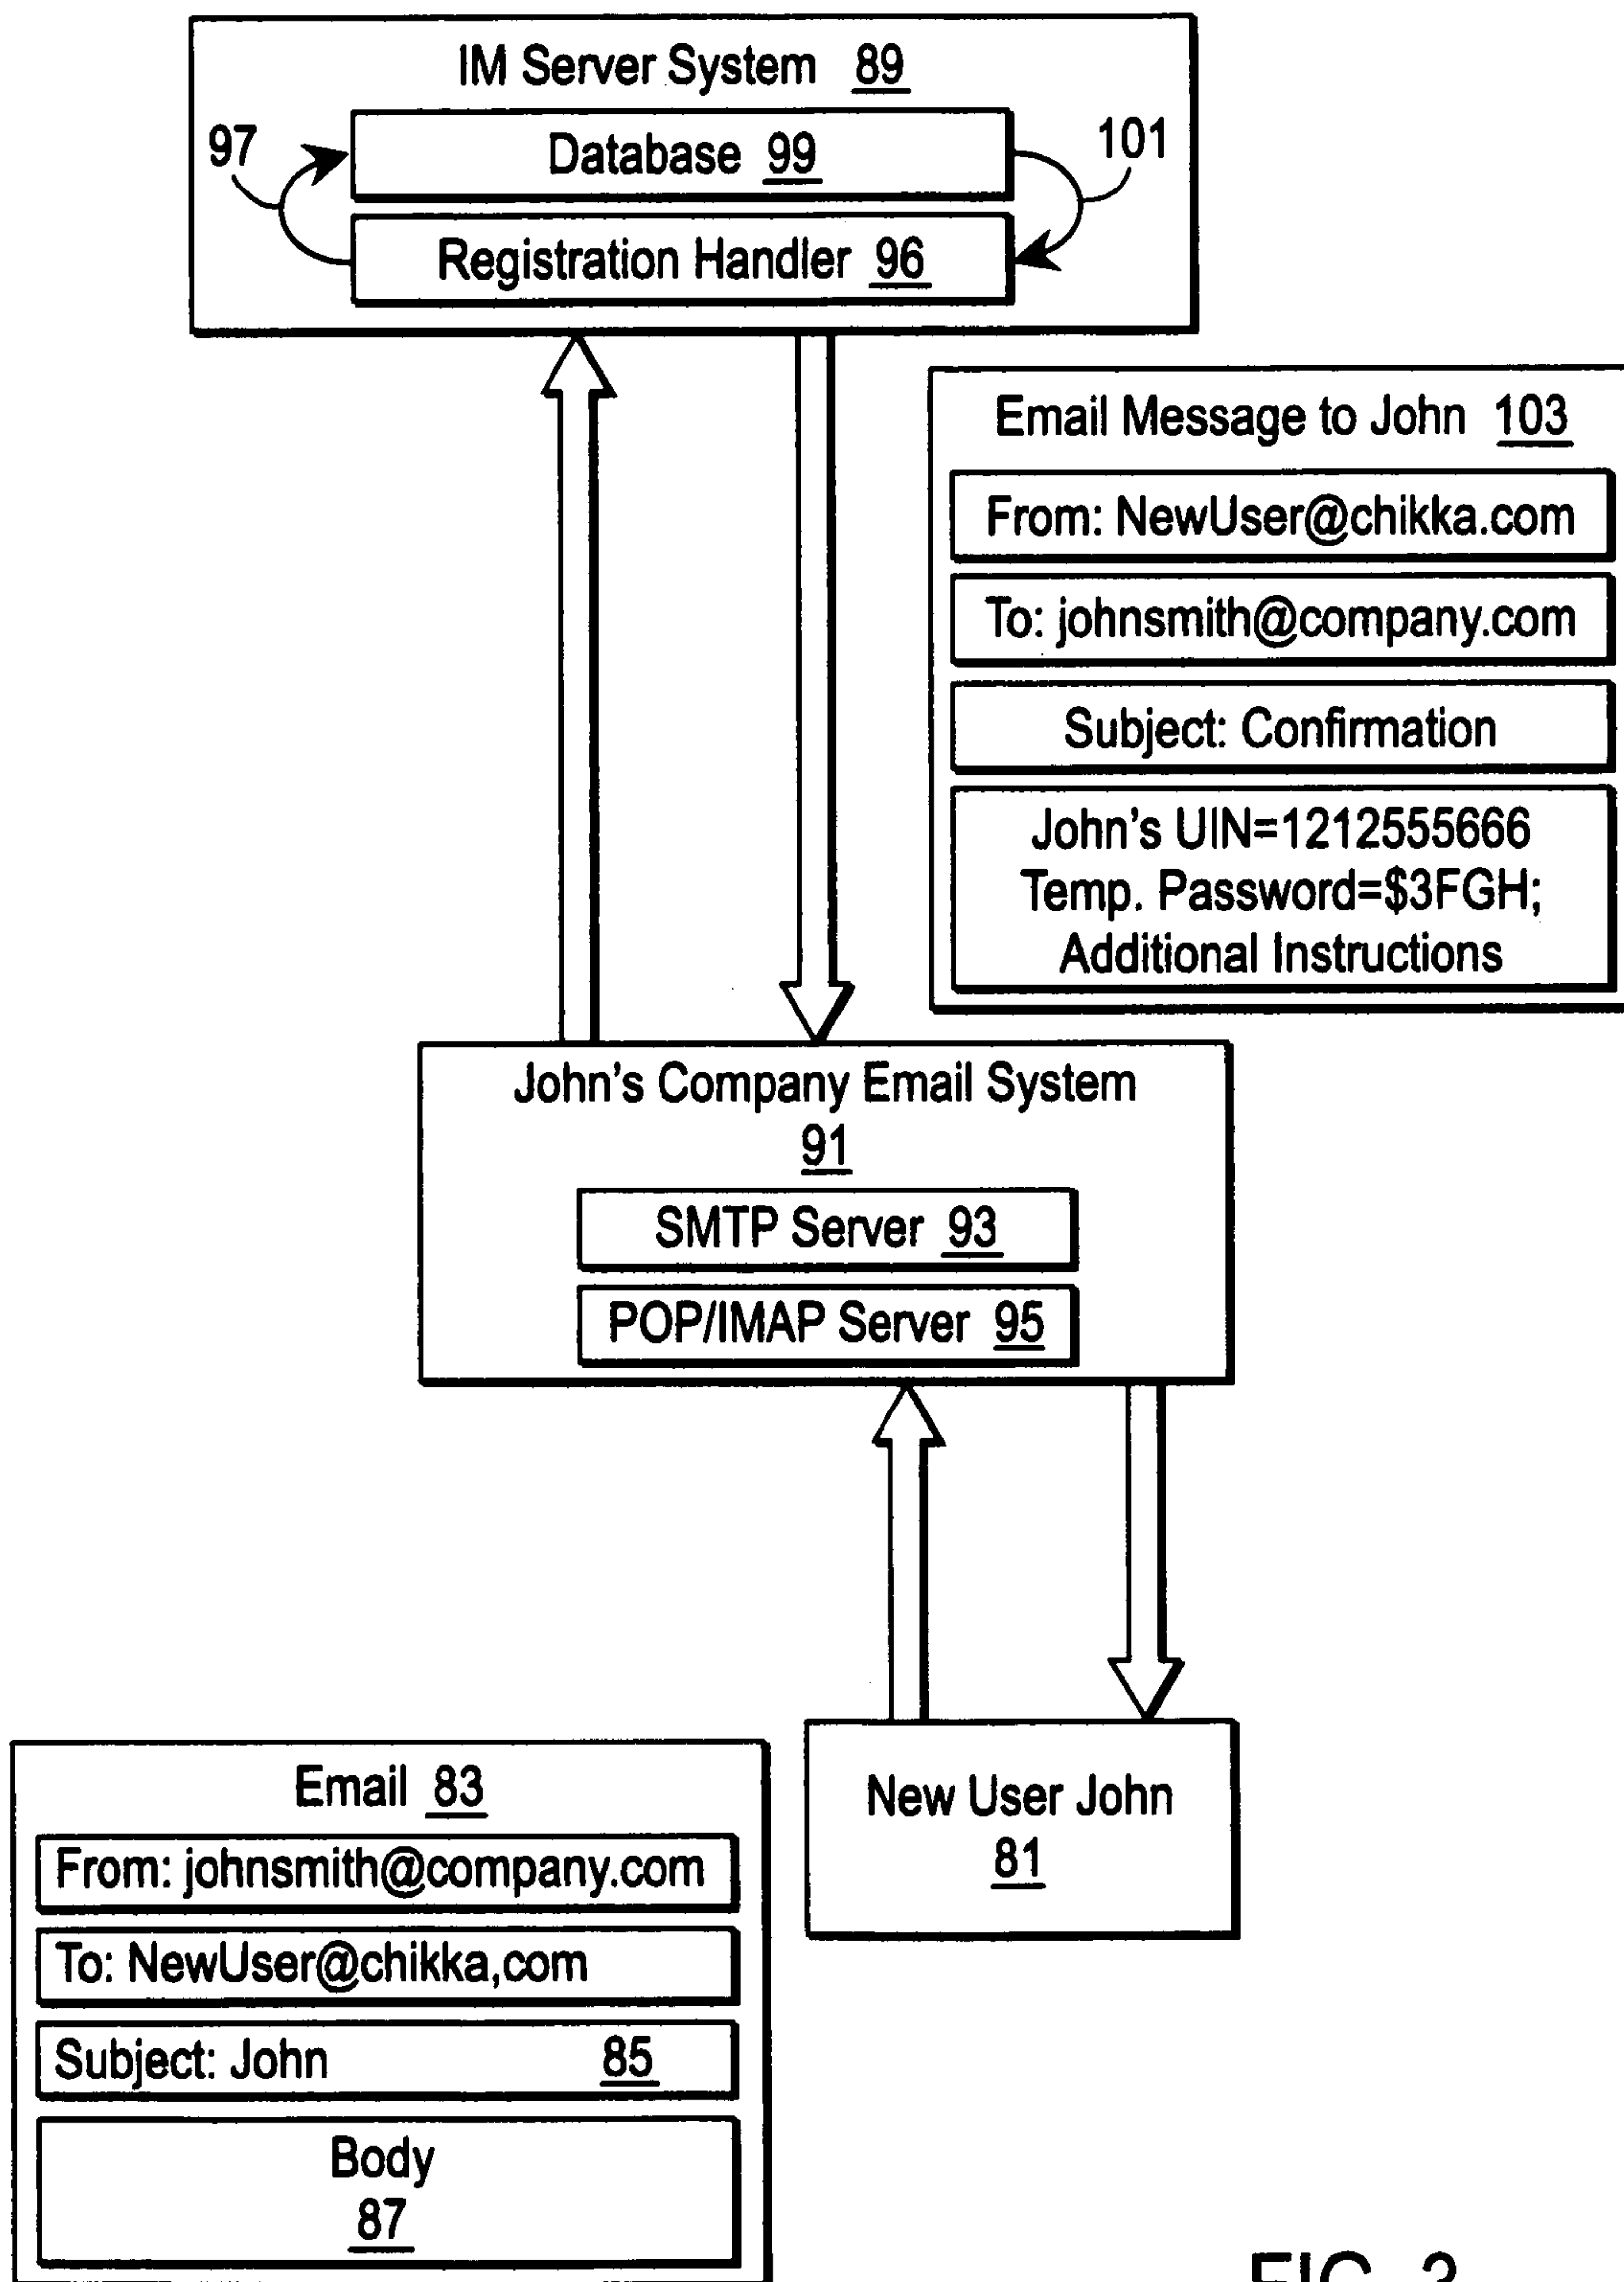 IM Server System 89
97
Database 99
101
Registration Handler 96
Email Message to John 103
From: NewUser@chikka.com
To: johnsmith@company.com
Subject: Confirmation
John's UIN=1212555666
Temp. Password=$3FGH;
Additional Instructions
John's Company Email System
91
SMTP Server 93
POP/IMAP Server 95
New User John
81
Email 83
From: johnsmith@company.com
To: NewUser@chikka,com
Subject: John 85
Body
87